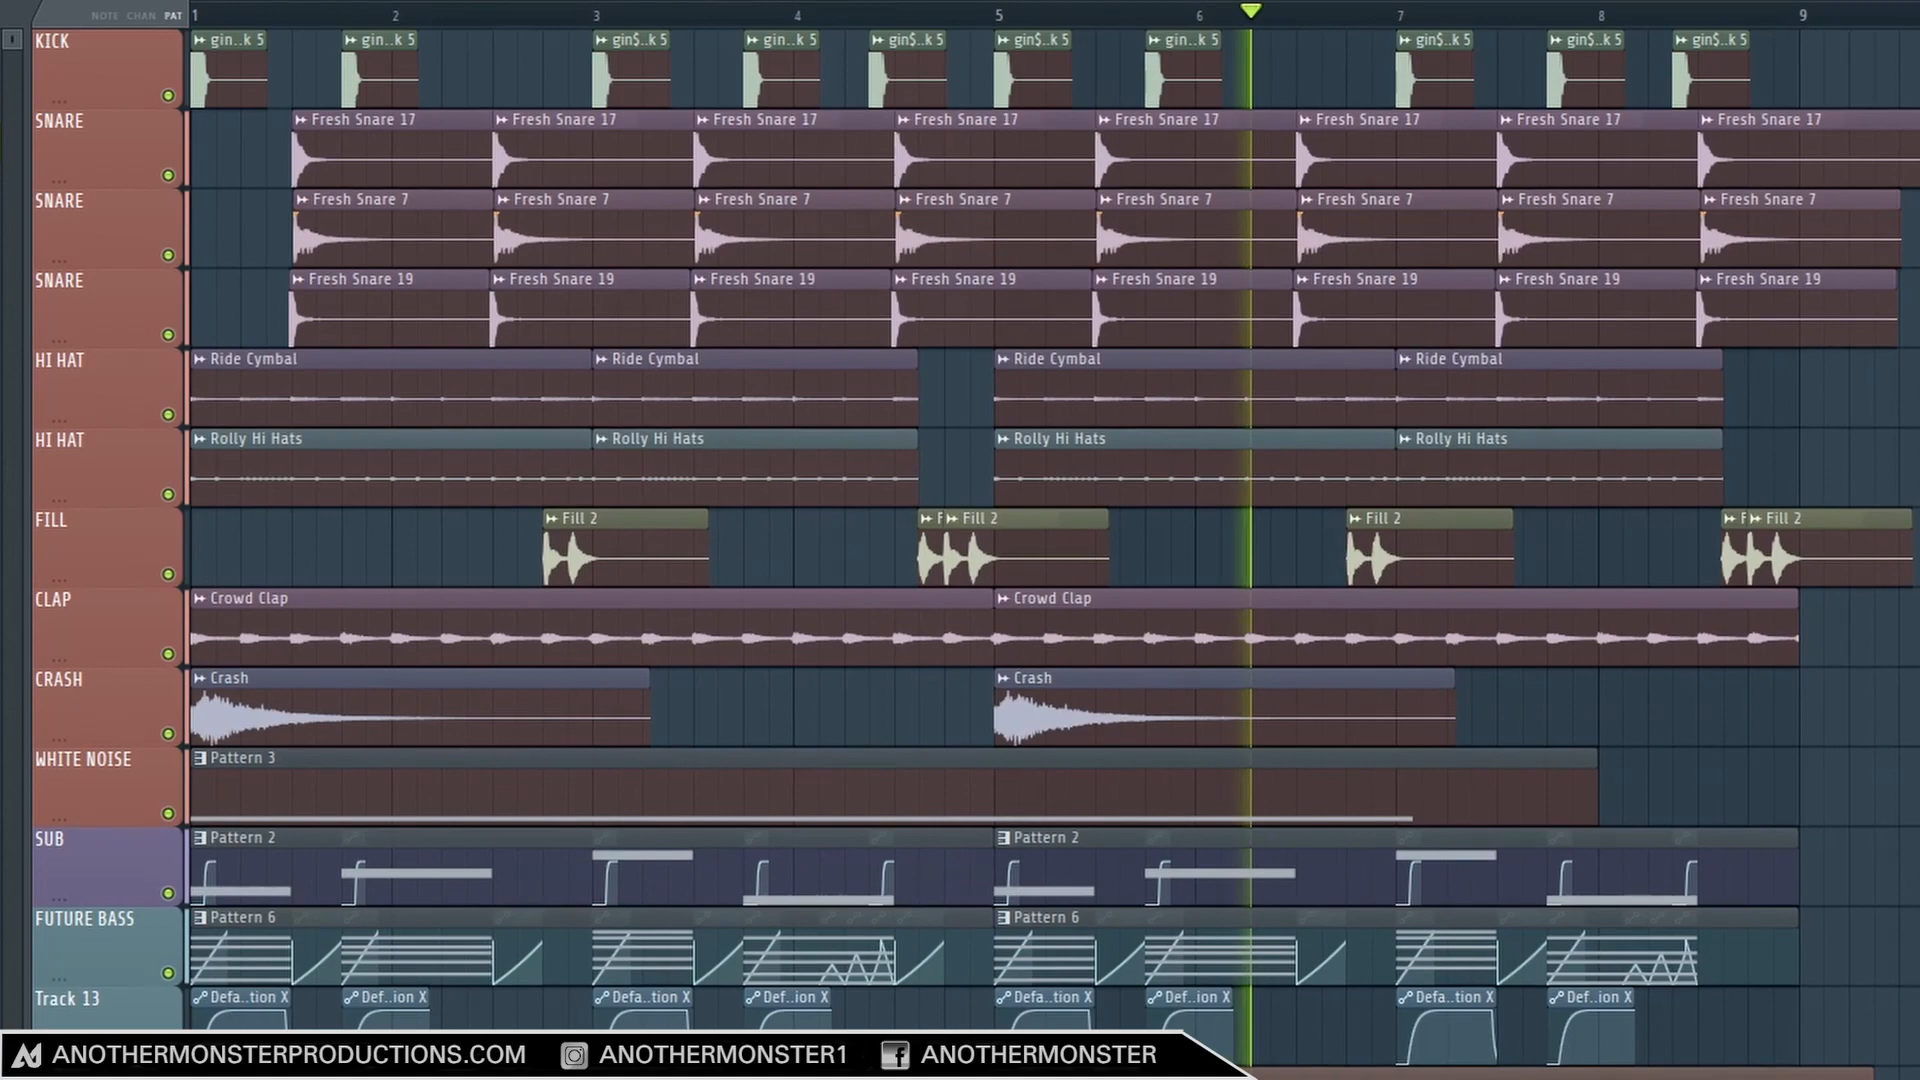 NOTE CHAN PAT 1 2 3 4 5 6 7 8 9
KICK gin..k 5 gin..k 5 gin$..k 5 gin..k 5 gin$..k 5 gin$..k 5 gin..k 5 gin$..k 5 gin$..k 5 gin$..k 5
SNARE Fresh Snare 17 Fresh Snare 17 Fresh Snare 17 Fresh Snare 17 Fresh Snare 17 Fresh Snare 17 Fresh Snare 17 Fresh Snare 17
SNARE Fresh Snare 7 Fresh Snare 7 Fresh Snare 7 Fresh Snare 7 Fresh Snare 7 Fresh Snare 7 Fresh Snare 7 Fresh Snare 7
SNARE Fresh Snare 19 Fresh Snare 19 Fresh Snare 19 Fresh Snare 19 Fresh Snare 19 Fresh Snare 19 Fresh Snare 19 Fresh Snare 19
HI HAT Ride Cymbal Ride Cymbal Ride Cymbal Ride Cymbal
HI HAT Rolly Hi Hats Rolly Hi Hats Rolly Hi Hats Rolly Hi Hats
FILL Fill 2 F Fill 2 Fill 2 F Fill 2
CLAP Crowd Clap Crowd Clap
CRASH Crash Crash
WHITE NOISE Pattern 3
SUB Pattern 2 Pattern 2
FUTURE BASS Pattern 6 Pattern 6
Track 13 Defa..tion X Def..ion X Defa..tion X Def..ion X Defa..tion X Def..ion X Defa..tion X Def..ion X
ANOTHERMONSTERPRODUCTIONS.COM ANOTHERMONSTER1 ANOTHERMONSTER